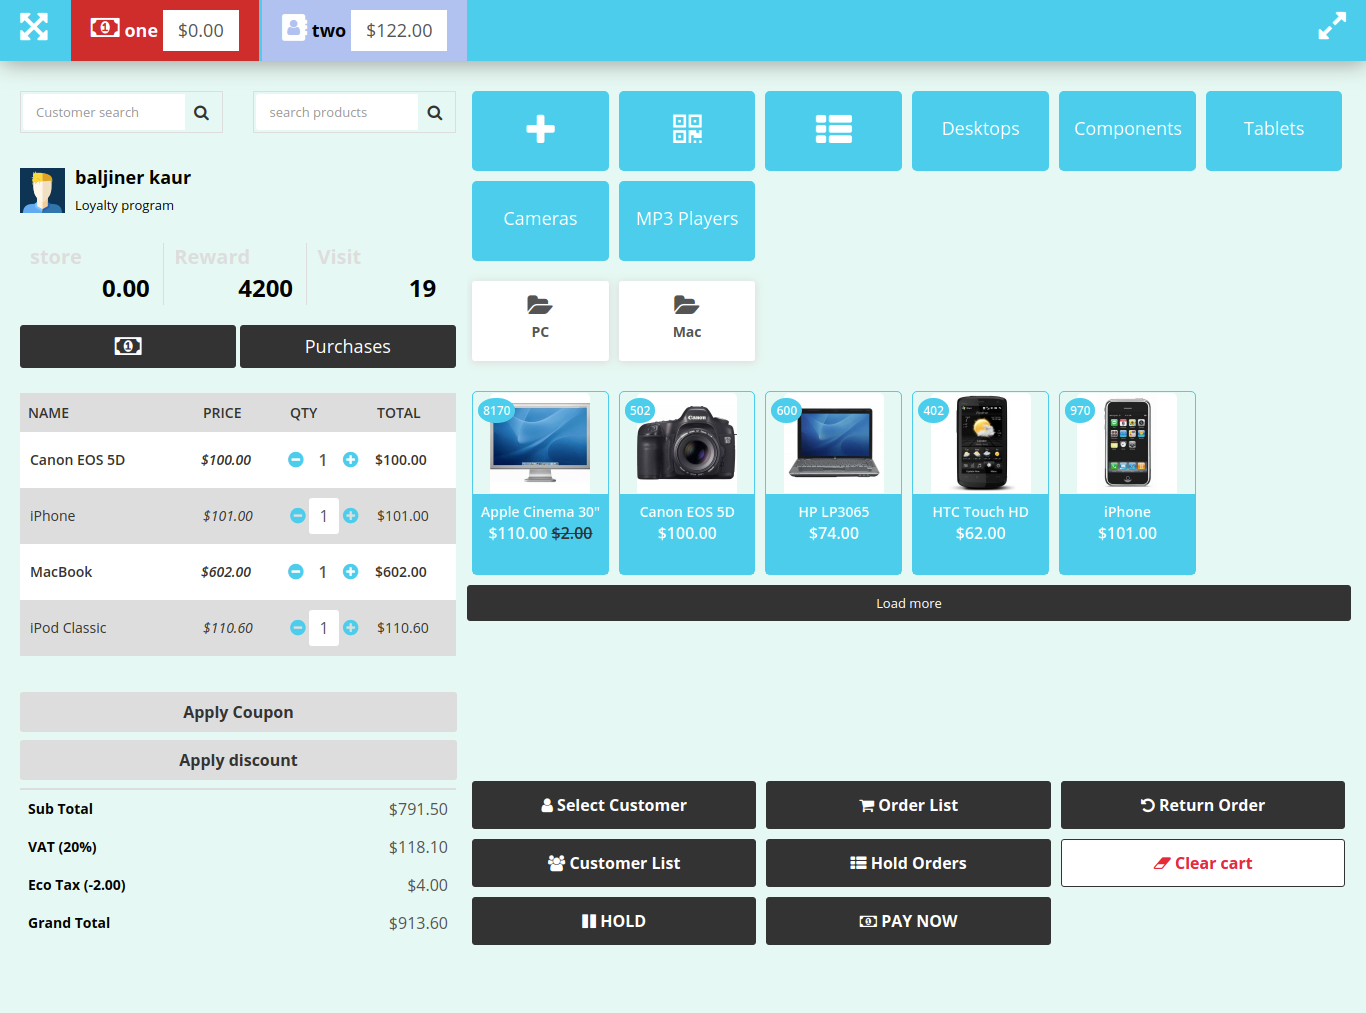 one $0.00
two $122.00
Customer search
search products
baljiner kaur
Loyalty program
store Reward Visit
0.00 4200 19
Purchases
NAME PRICE QTY TOTAL
Canon EOS 5D $100.00 1 $100.00
iPhone $101.00 1 $101.00
MacBook $602.00 1 $602.00
iPod Classic $110.60 1 $110.60
Apply Coupon
Apply discount
Sub Total $791.50
VAT (20%) $118.10
Eco Tax (-2.00) $4.00
Grand Total $913.60
Desktops Components Tablets
Cameras MP3 Players
PC Mac
8170 502 600 402 970
Canon
Apple Cinema 30" Canon EOS 5D HP LP3065 HTC Touch HD iPhone
$110.00 $2.00 $100.00 $74.00 $62.00 $101.00
Load more
Select Customer Order List Return Order
Customer List Hold Orders Clear cart
HOLD PAY NOW